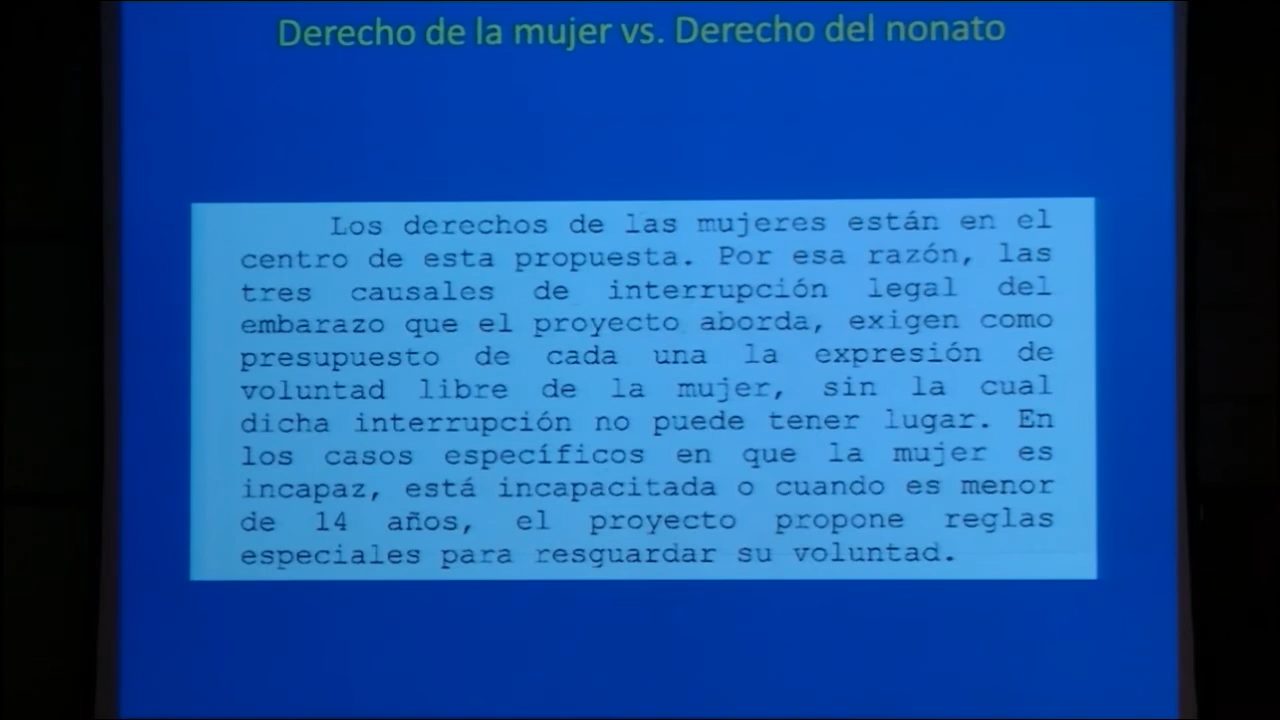 Derecho de la mujer vs. Derecho del nonato
Los derechos de las mujeres están en el
centro de esta propuesta. Por esa razón, las
tres causales de interrupción legal del
embarazo que el proyecto aborda, exigen como
presupuesto de cada una la expresión de
voluntad libre de la mujer, sin la cual
dicha interrupción no puede tener lugar. En
los casos específicos en que la mujer es
incapaz, está incapacitada o cuando es menor
de 14 años, el proyecto propone reglas
especiales para resguardar su voluntad.